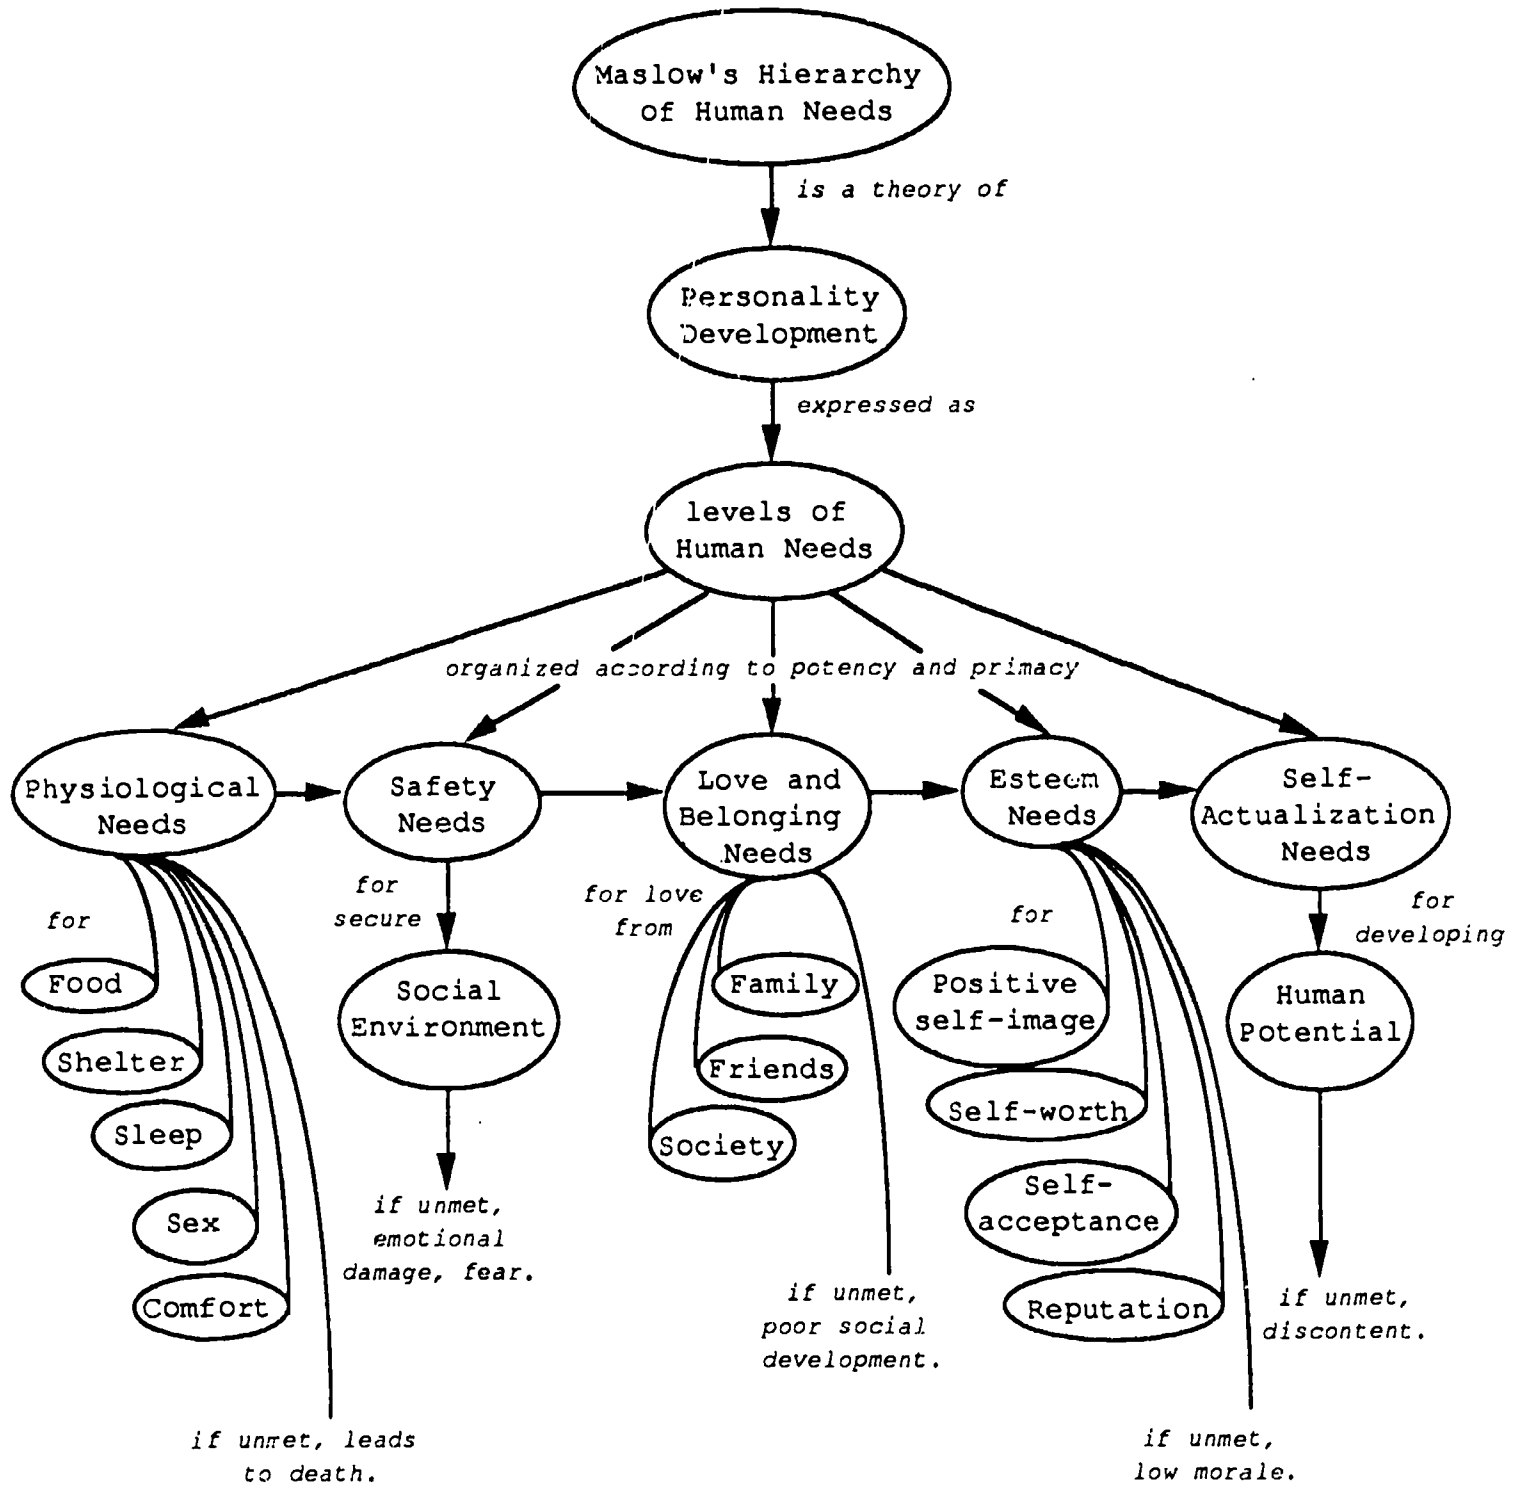 Maslow's Hierarchy
of Human Needs
is a theory of
Personality
Development
expressed as
levels of
Human Needs
organized according to potency and primacy
Physiological
Needs
Safety
Needs
Love and
Belonging
Needs
Esteem
Needs
Self-
Actualization
Needs
for
Food
Shelter
Sleep
Sex
Comfort
if unmet, leads
to death.
for
secure
Social
Environment
if unmet,
emotional
damage, fear.
for love
from
Family
Friends
Society
if unmet,
poor social
development.
for
Positive
self-image
Self-worth
Self-
acceptance
Reputation
if unmet,
low morale.
for
developing
Human
Potential
if unmet,
discontent.